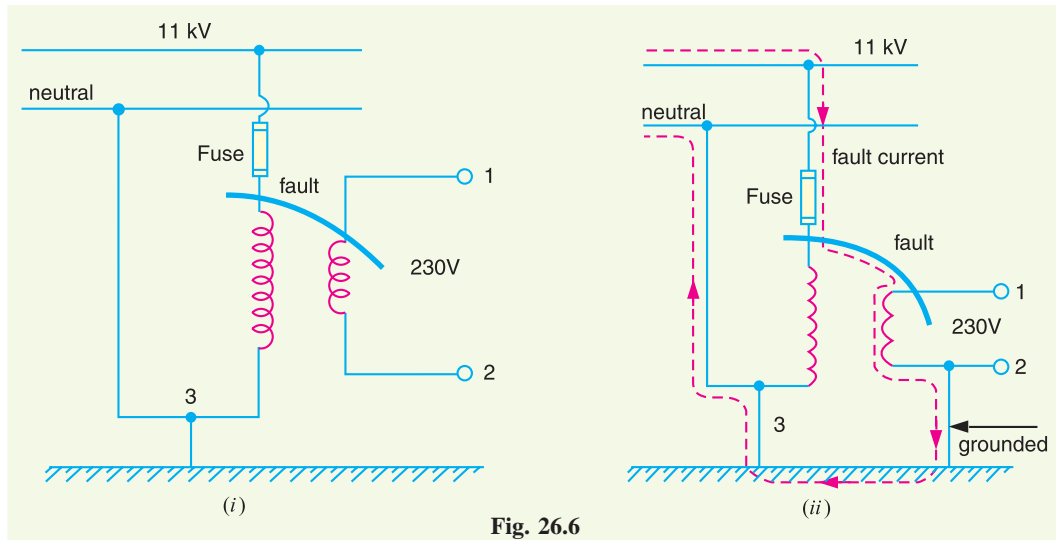 11 kV
neutral
Fuse
fault
1
230V
2
3
(i)
11 kV
neutral
fault current
Fuse
fault
1
230V
2
3
grounded
(ii)
Fig. 26.6